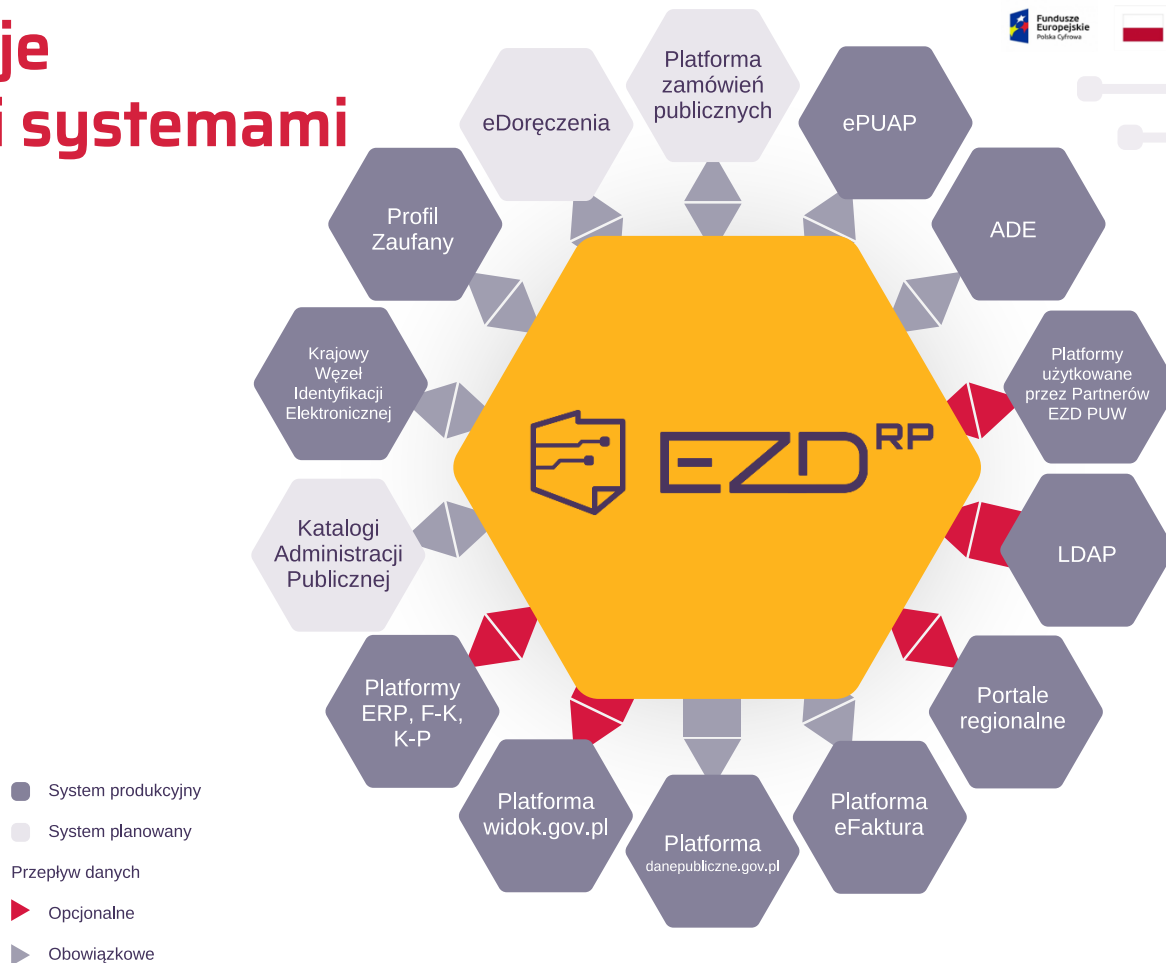 je
i systemami
Fundusze
Europejskie
Polska Cyfrowa
Platforma
zamówień
publicznych
eDoręczenia
ePUAP
Profil
Zaufany
ADE
Krajowy
Węzeł
Identyfikacji
Elektronicznej
Platformy
użytkowane
przez Partnerów
EZD PUW
EZD RP
Katalogi
Administracji
Publicznej
LDAP
Platformy
ERP, F-K,
K-P
Portale
regionalne
Platforma
widok.gov.pl
Platforma
danepubliczne.gov.pl
Platforma
eFaktura
System produkcyjny
System planowany
Przepływ danych
Opcjonalne
Obowiązkowe